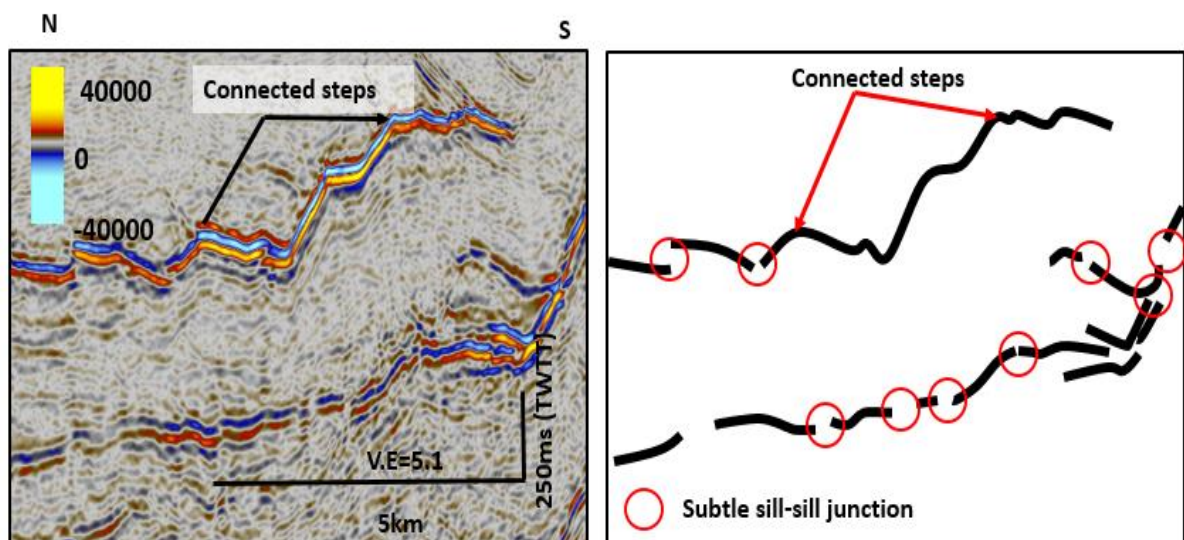 N
S
40000
0
-40000
Connected steps
V.E=5.1
250ms (TWTT)
5km
Connected steps
Subtle sill-sill junction